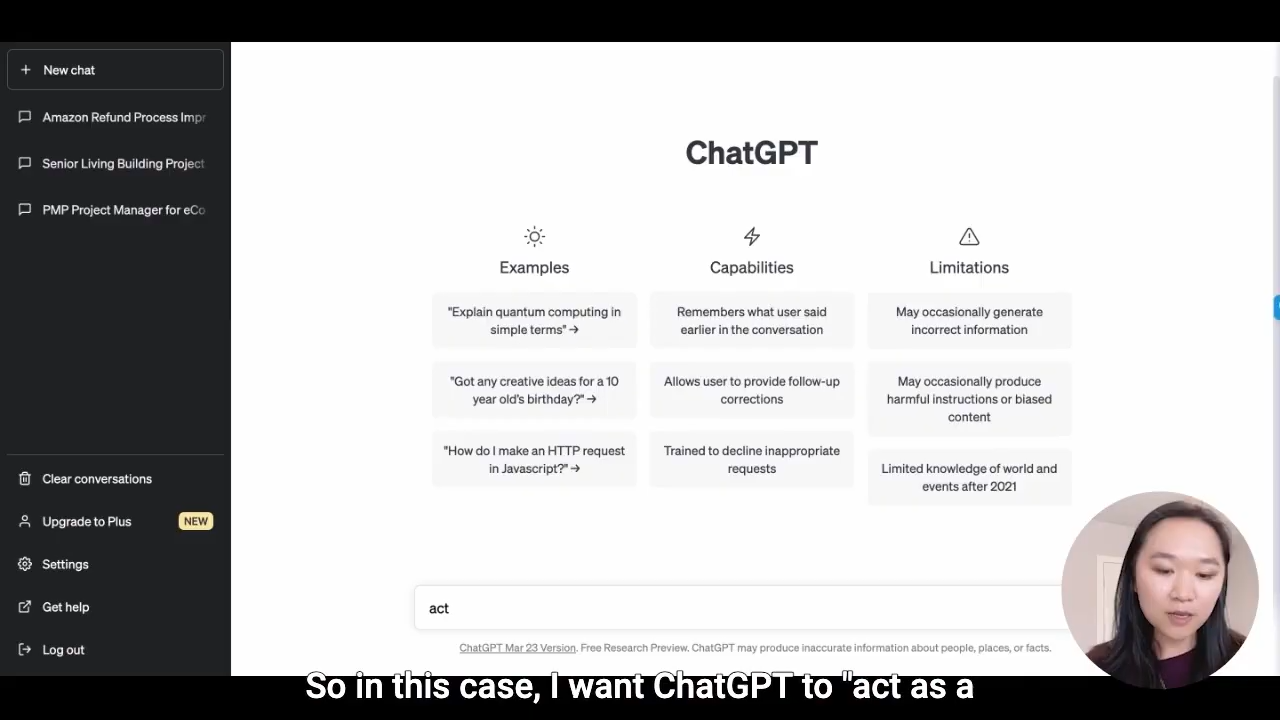 New chat
Amazon Refund Process Impr
Senior Living Building Project
PMP Project Manager for eCo
Clear conversations
Upgrade to Plus NEW
Settings
Get help
Log out
ChatGPT
Examples
"Explain quantum computing in
simple terms" →
"Got any creative ideas for a 10
year old's birthday?" →
"How do I make an HTTP request
in Javascript?" →
Capabilities
Remembers what user said
earlier in the conversation
Allows user to provide follow-up
corrections
Trained to decline inappropriate
requests
Limitations
May occasionally generate
incorrect information
May occasionally produce
harmful instructions or biased
content
Limited knowledge of world and
events after 2021
act
ChatGPT Mar 23 Version. Free Research Preview. ChatGPT may produce inaccurate information about people, places, or facts.
So in this case, I want ChatGPT to "act as a